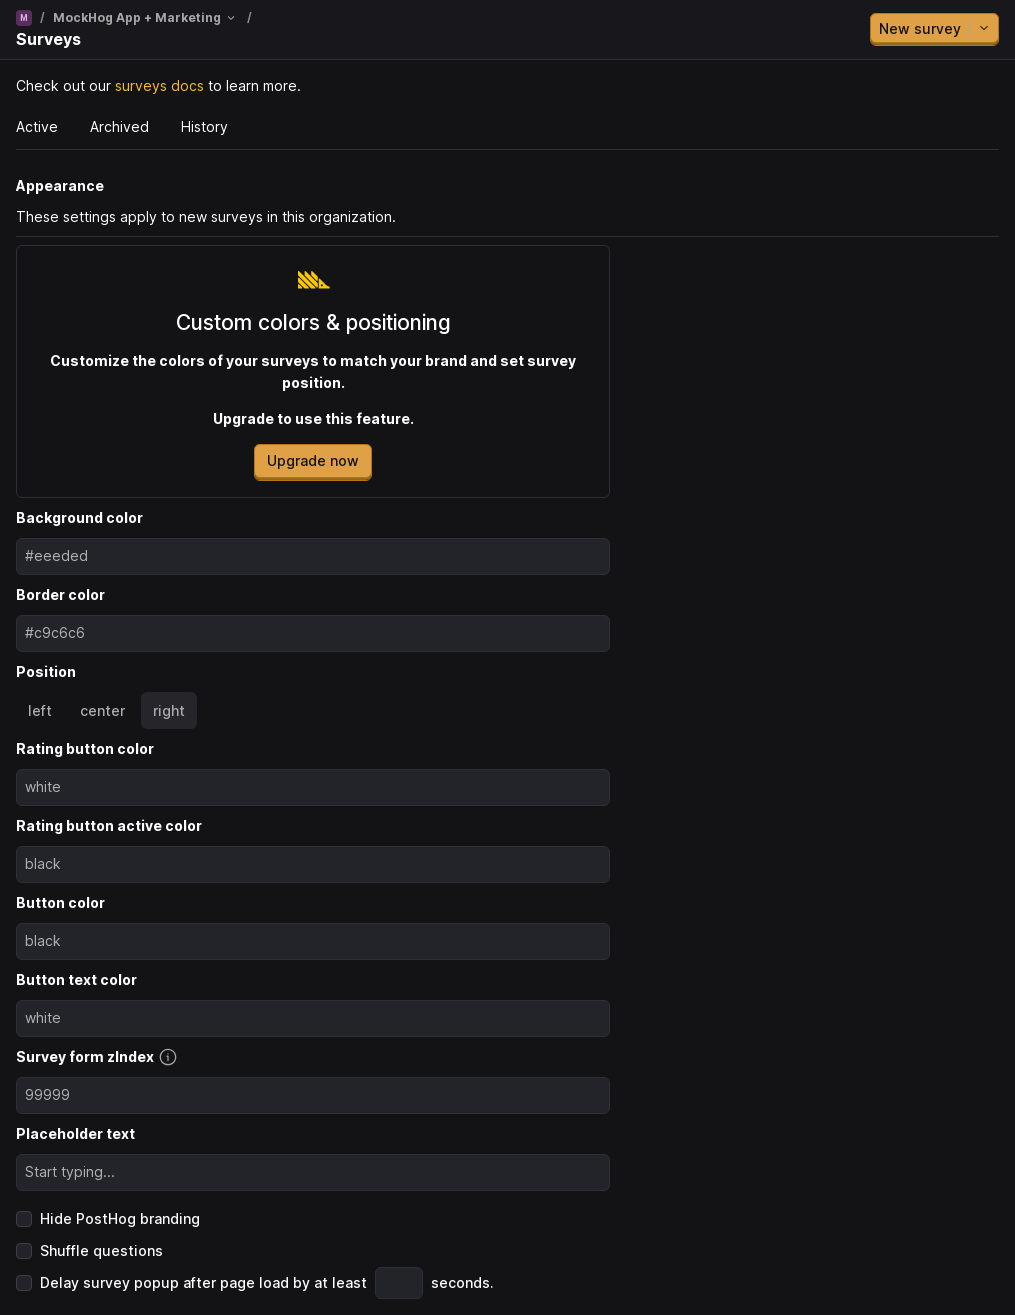 M / MockHog App + Marketing /
Surveys
New survey
Check out our surveys docs to learn more.
Active Archived History
Appearance
These settings apply to new surveys in this organization.
Custom colors & positioning
Customize the colors of your surveys to match your brand and set survey
position.
Upgrade to use this feature.
Upgrade now
Background color
#eeeded
Border color
#c9c6c6
Position
left center right
Rating button color
white
Rating button active color
black
Button color
black
Button text color
white
Survey form zIndex
99999
Placeholder text
Start typing...
Hide PostHog branding
Shuffle questions
Delay survey popup after page load by at least seconds.